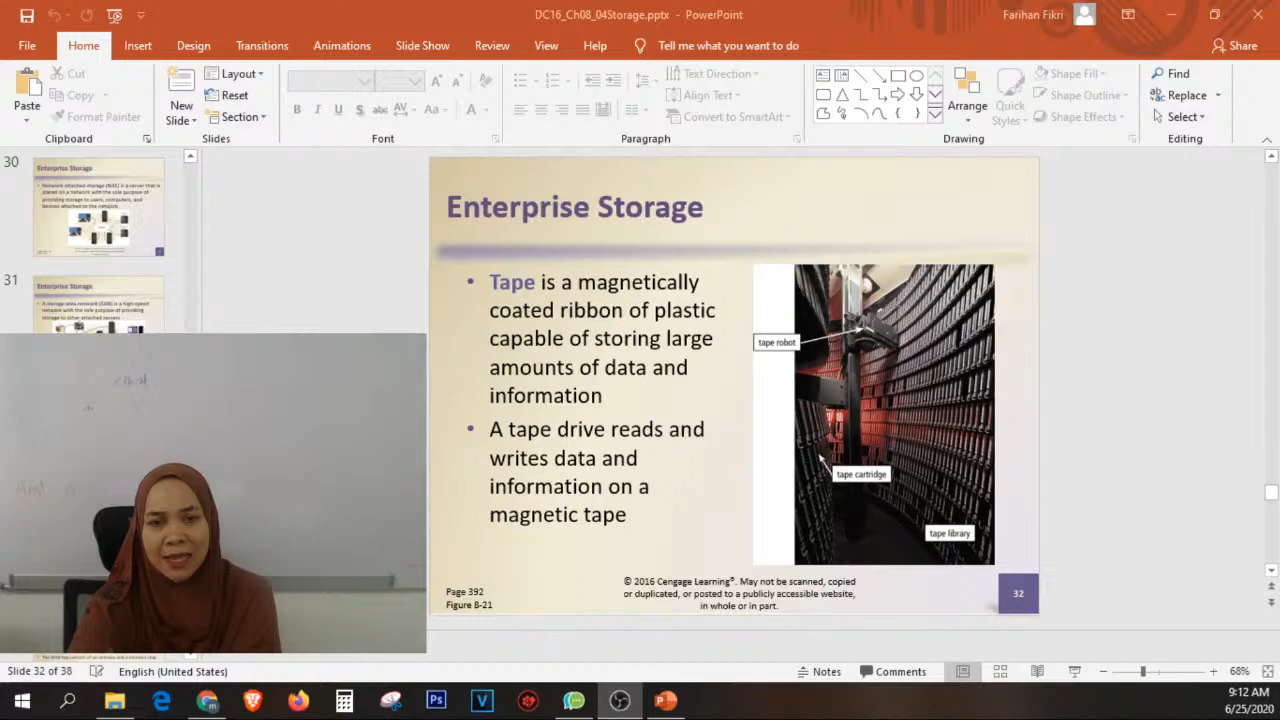 DC16_Ch08_04Storage.pptx - PowerPoint
Farihan Fikri
File Home Insert Design Transitions Animations Slide Show Review View Help Tell me what you want to do Share
Paste
Cut
Copy
Format Painter
Clipboard
New Slide
Layout
Reset
Section
Slides
B I U S abc AV Aa A
Font
Text Direction
Align Text
Convert to SmartArt
Paragraph
Arrange
Quick Styles
Shape Fill
Shape Outline
Shape Effects
Drawing
Find
Replace
Select
Editing
30
Enterprise Storage
• Network attached storage (NAS) is a server that is
placed on a network with the sole purpose of
providing storage to users, computers, and
devices attached to the network
31
Enterprise Storage
• A storage area network (SAN) is a high-speed
network with the sole purpose of providing
storage to other attached servers
Enterprise Storage
• Tape is a magnetically
coated ribbon of plastic
capable of storing large
amounts of data and
information
• A tape drive reads and
writes data and
information on a
magnetic tape
tape robot
tape cartridge
tape library
Page 392
Figure 8-21
© 2016 Cengage Learning®. May not be scanned, copied
or duplicated, or posted to a publicly accessible website,
in whole or in part.
32
Slide 32 of 38 English (United States) Notes Comments 68%
9:12 AM
6/25/2020